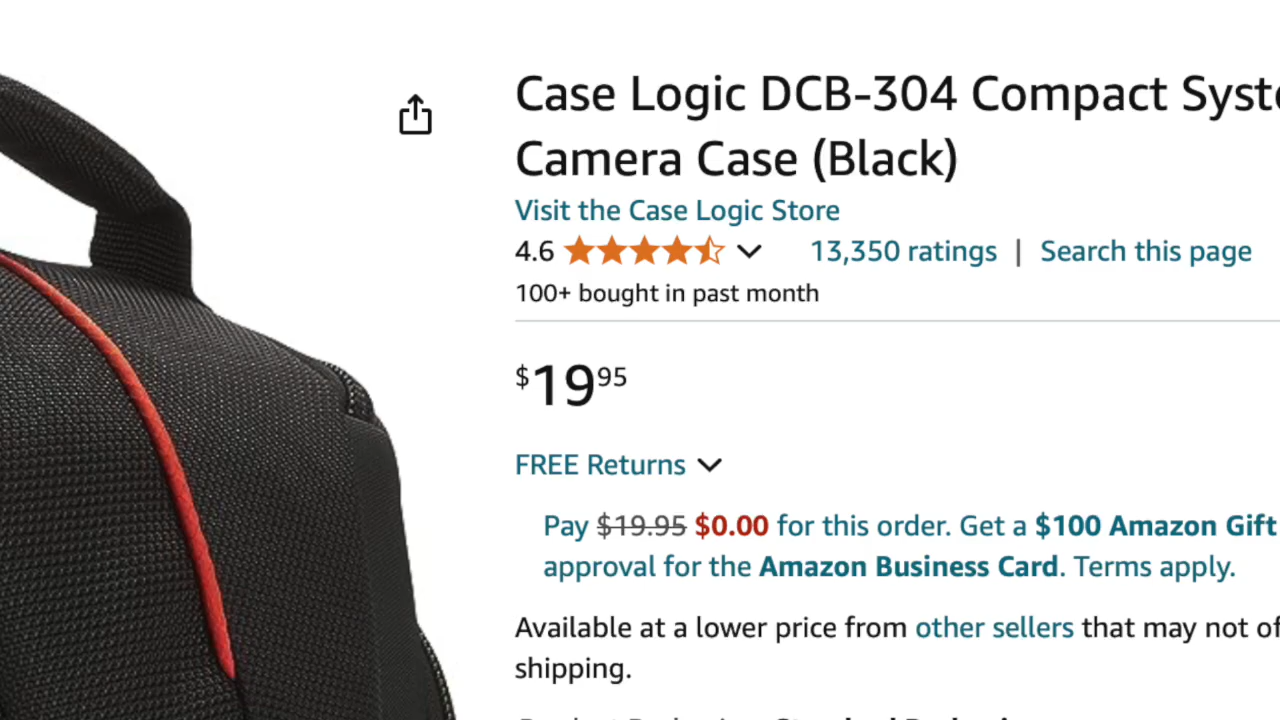 Case Logic DCB-304 Compact
Camera Case (Black)
Visit the Case Logic Store
4.6 13,350 ratings | Search this page
100+ bought in past month
$19.95
FREE Returns
Pay $19.95 $0.00 for this order. Get a $100 Amazon Gift
approval for the Amazon Business Card. Terms apply.
Available at a lower price from other sellers that may not
shipping.